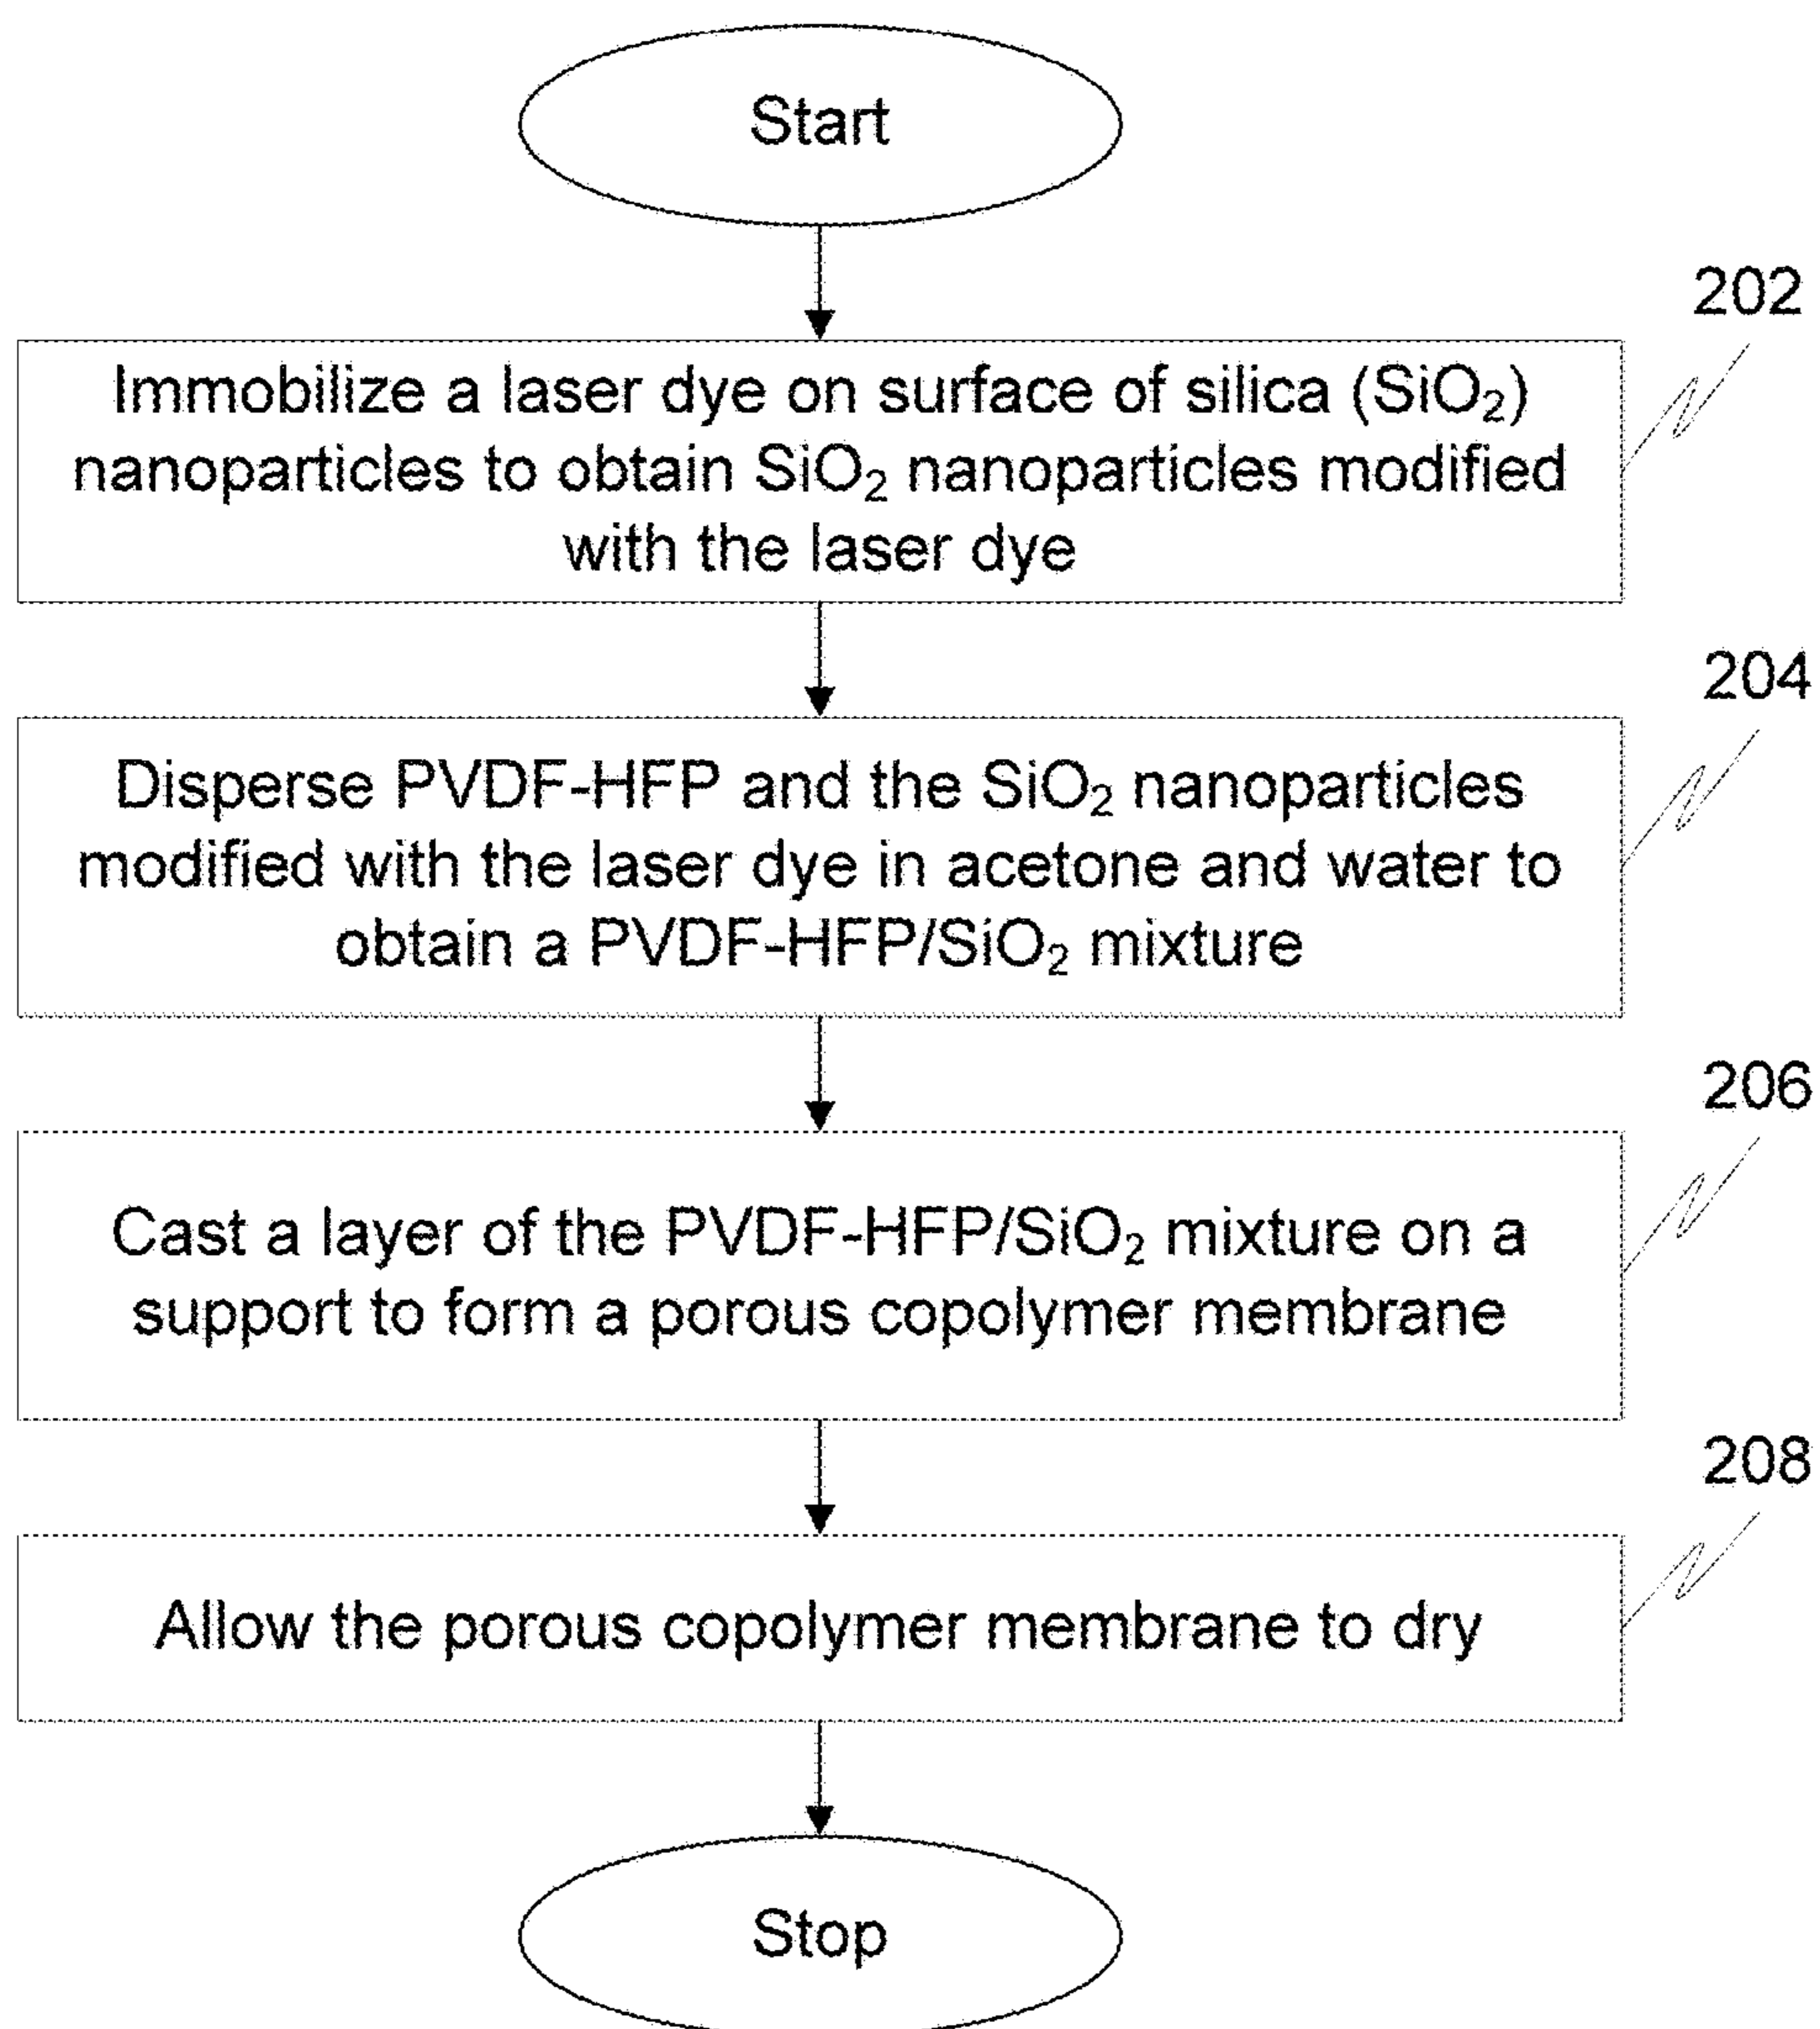 Start
202
Immobilize a laser dye on surface of silica (SiO₂)
nanoparticles to obtain SiO₂ nanoparticles modified
with the laser dye
204
Disperse PVDF-HFP and the SiO₂ nanoparticles
modified with the laser dye in acetone and water to
obtain a PVDF-HFP/SiO₂ mixture
206
Cast a layer of the PVDF-HFP/SiO₂ mixture on a
support to form a porous copolymer membrane
208
Allow the porous copolymer membrane to dry
Stop